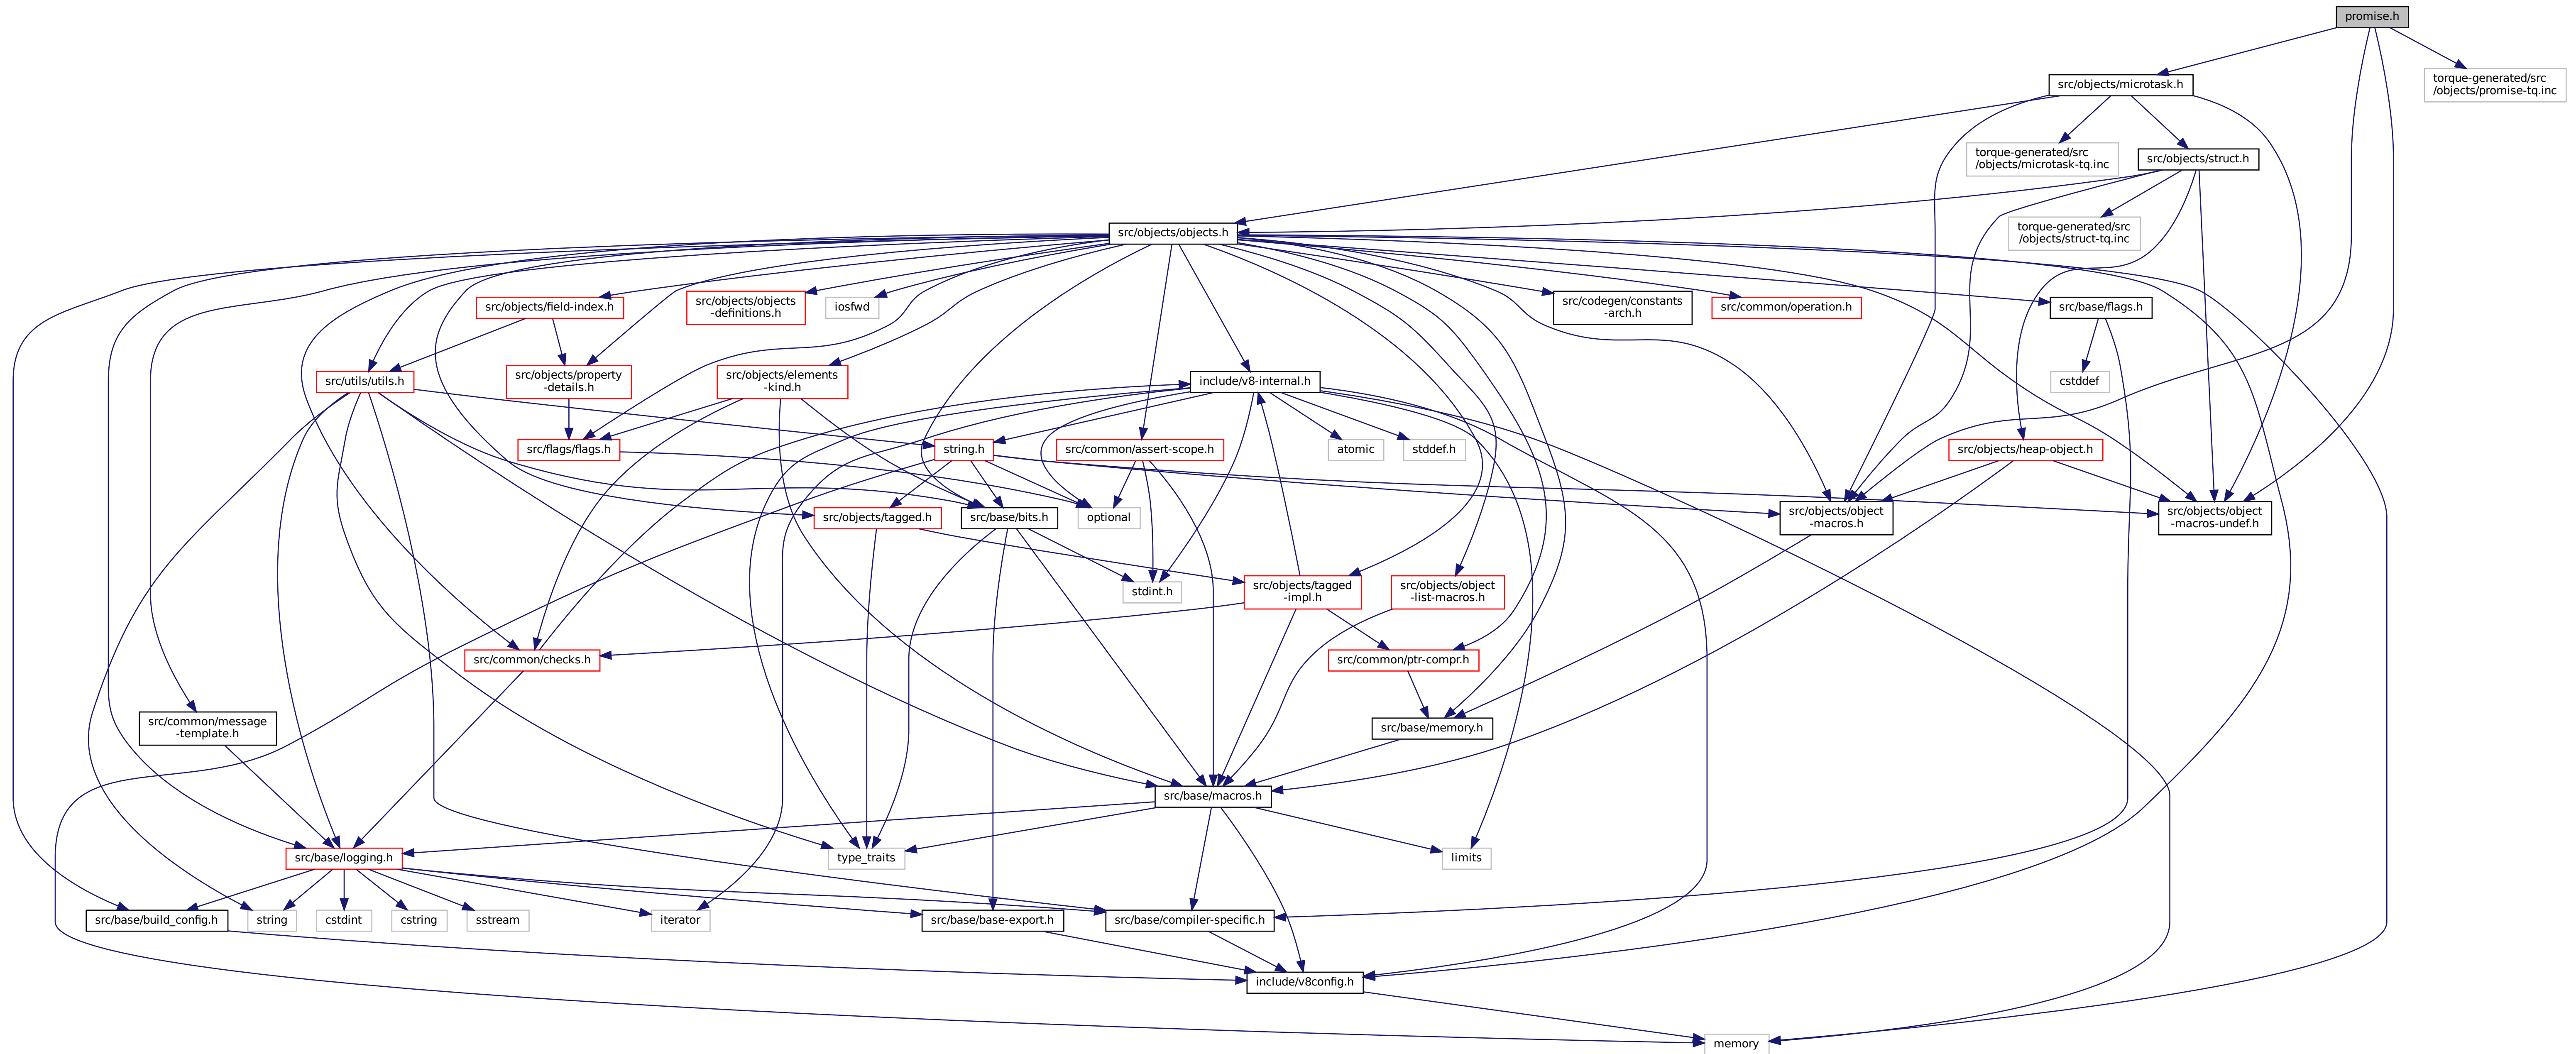 promise.h
src/objects/microtask.h
torque-generated/src
/objects/promise-tq.inc
torque-generated/src
/objects/microtask-tq.inc
src/objects/struct.h
src/objects/objects.h
torque-generated/src
/objects/struct-tq.inc
src/objects/field-index.h
src/objects/objects
-definitions.h
iosfwd
src/codegen/constants
-arch.h
src/common/operation.h
src/base/flags.h
src/utils/utils.h
src/objects/property
-details.h
src/objects/elements
-kind.h
include/v8-internal.h
cstddef
src/flags/flags.h
string.h
src/common/assert-scope.h
atomic
stddef.h
src/objects/heap-object.h
src/objects/tagged.h
src/base/bits.h
optional
src/objects/object
-macros.h
src/objects/object
-macros-undef.h
stdint.h
src/objects/tagged
-impl.h
src/objects/object
-list-macros.h
src/common/checks.h
src/common/ptr-compr.h
src/common/message
-template.h
src/base/memory.h
src/base/macros.h
src/base/logging.h
type_traits
limits
src/base/build_config.h
string
cstdint
cstring
sstream
iterator
src/base/base-export.h
src/base/compiler-specific.h
include/v8config.h
memory